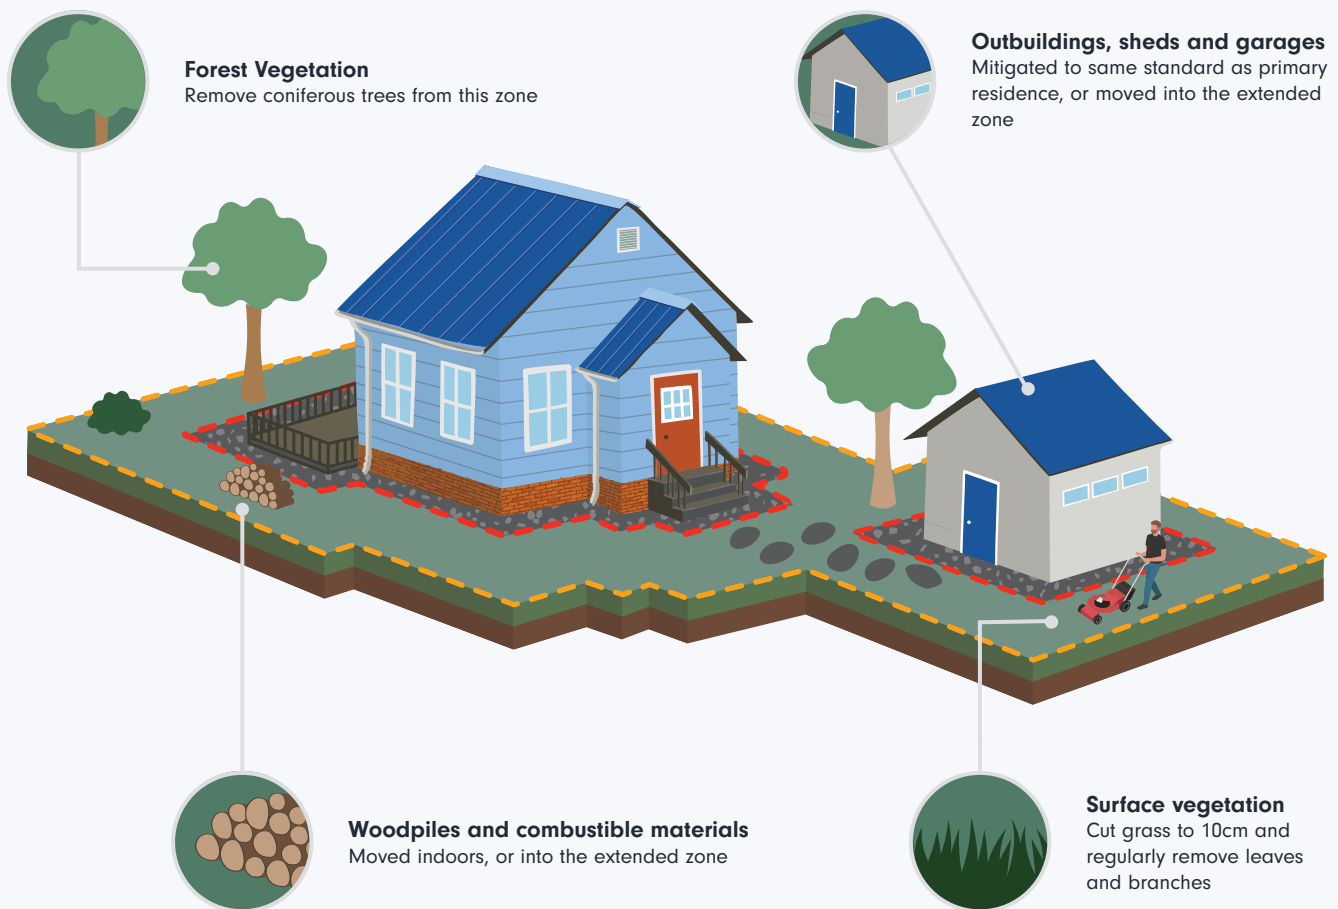 Forest Vegetation
Remove coniferous trees from this zone
Outbuildings, sheds and garages
Mitigated to same standard as primary
residence, or moved into the extended
zone
Woodpiles and combustible materials
Moved indoors, or into the extended zone
Surface vegetation
Cut grass to 10cm and
regularly remove leaves
and branches